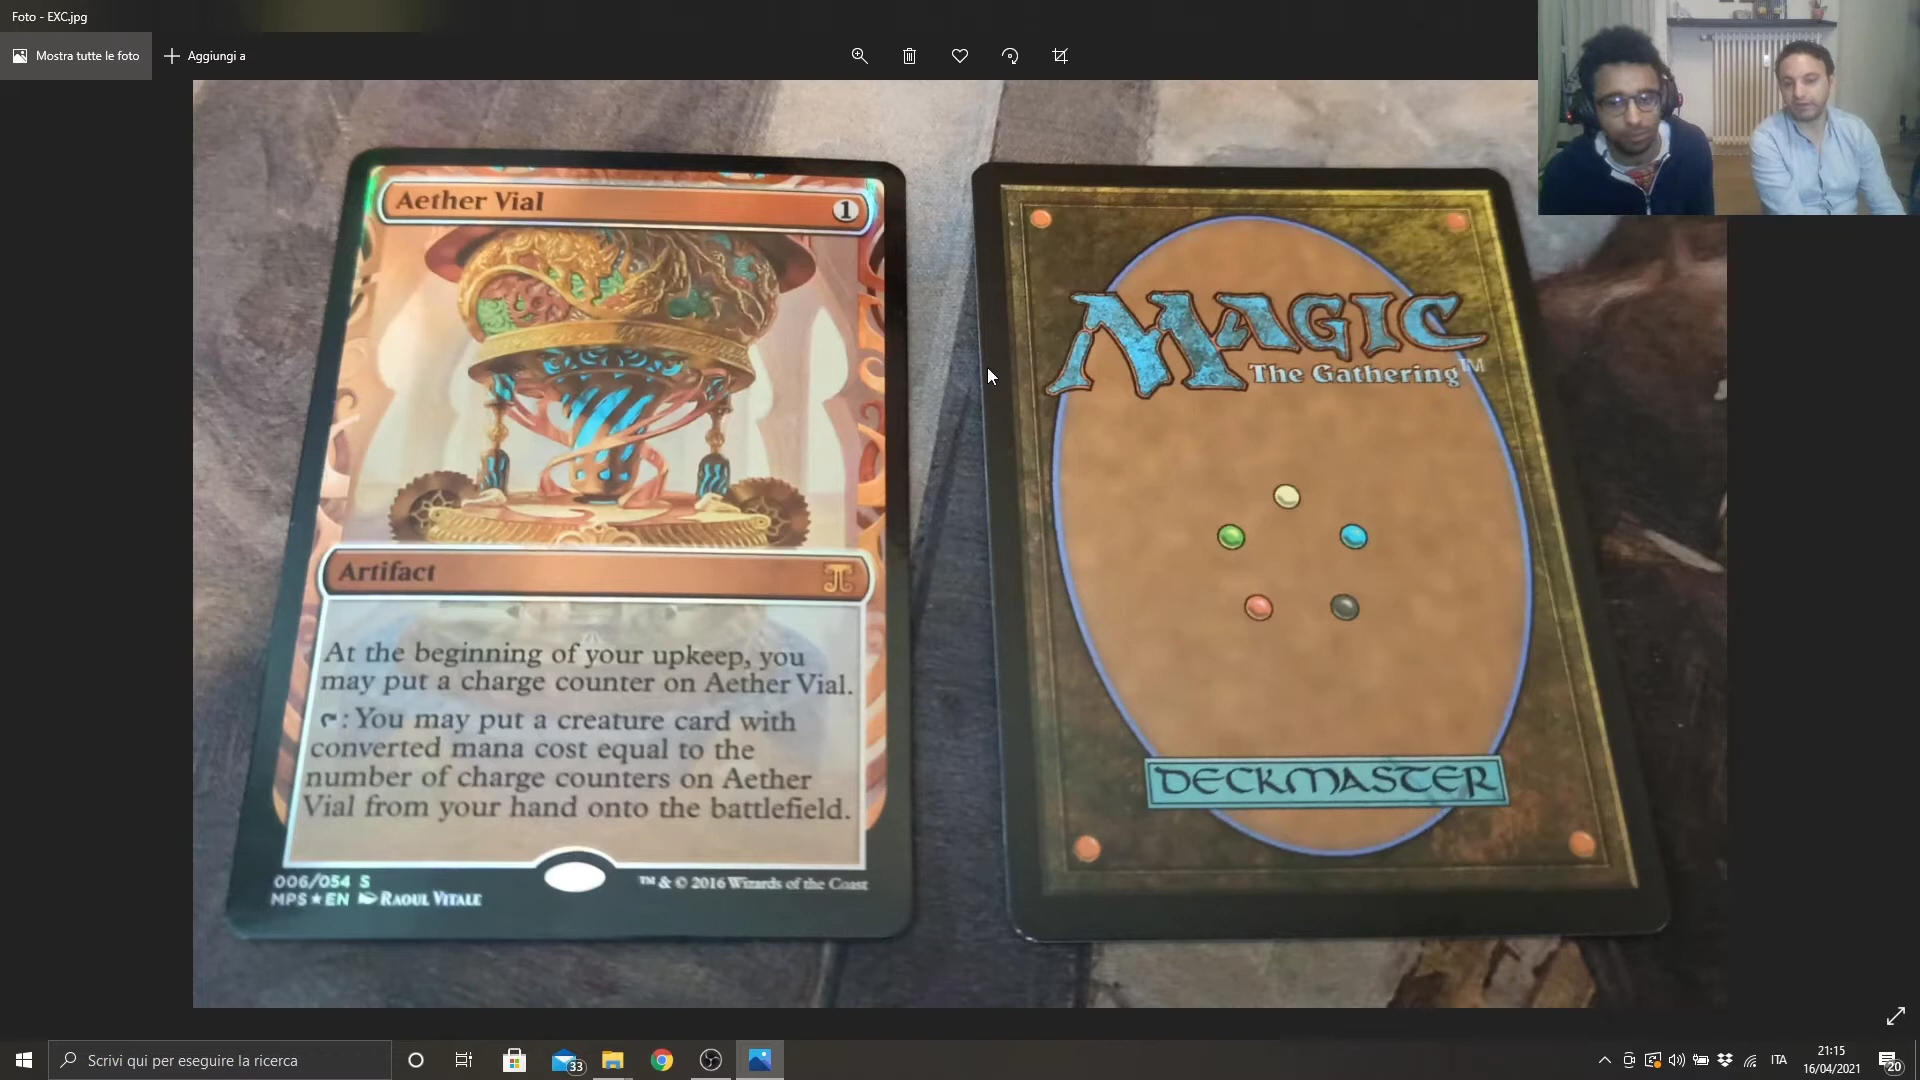 Foto - EXC.jpg
Mostra tutte le foto
Aggiungi a
Aether Vial
1
Artifact
At the beginning of your upkeep, you
may put a charge counter on Aether Vial.
: You may put a creature card with
converted mana cost equal to the
number of charge counters on Aether
Vial from your hand onto the battlefield.
006/054 S
MPS ★ EN RAOUL VITALE
™ & © 2016 Wizards of the Coast
MAGIC
The Gathering™
DECKMASTER
Scrivi qui per eseguire la ricerca
33
ITA
21:15
16/04/2021
20